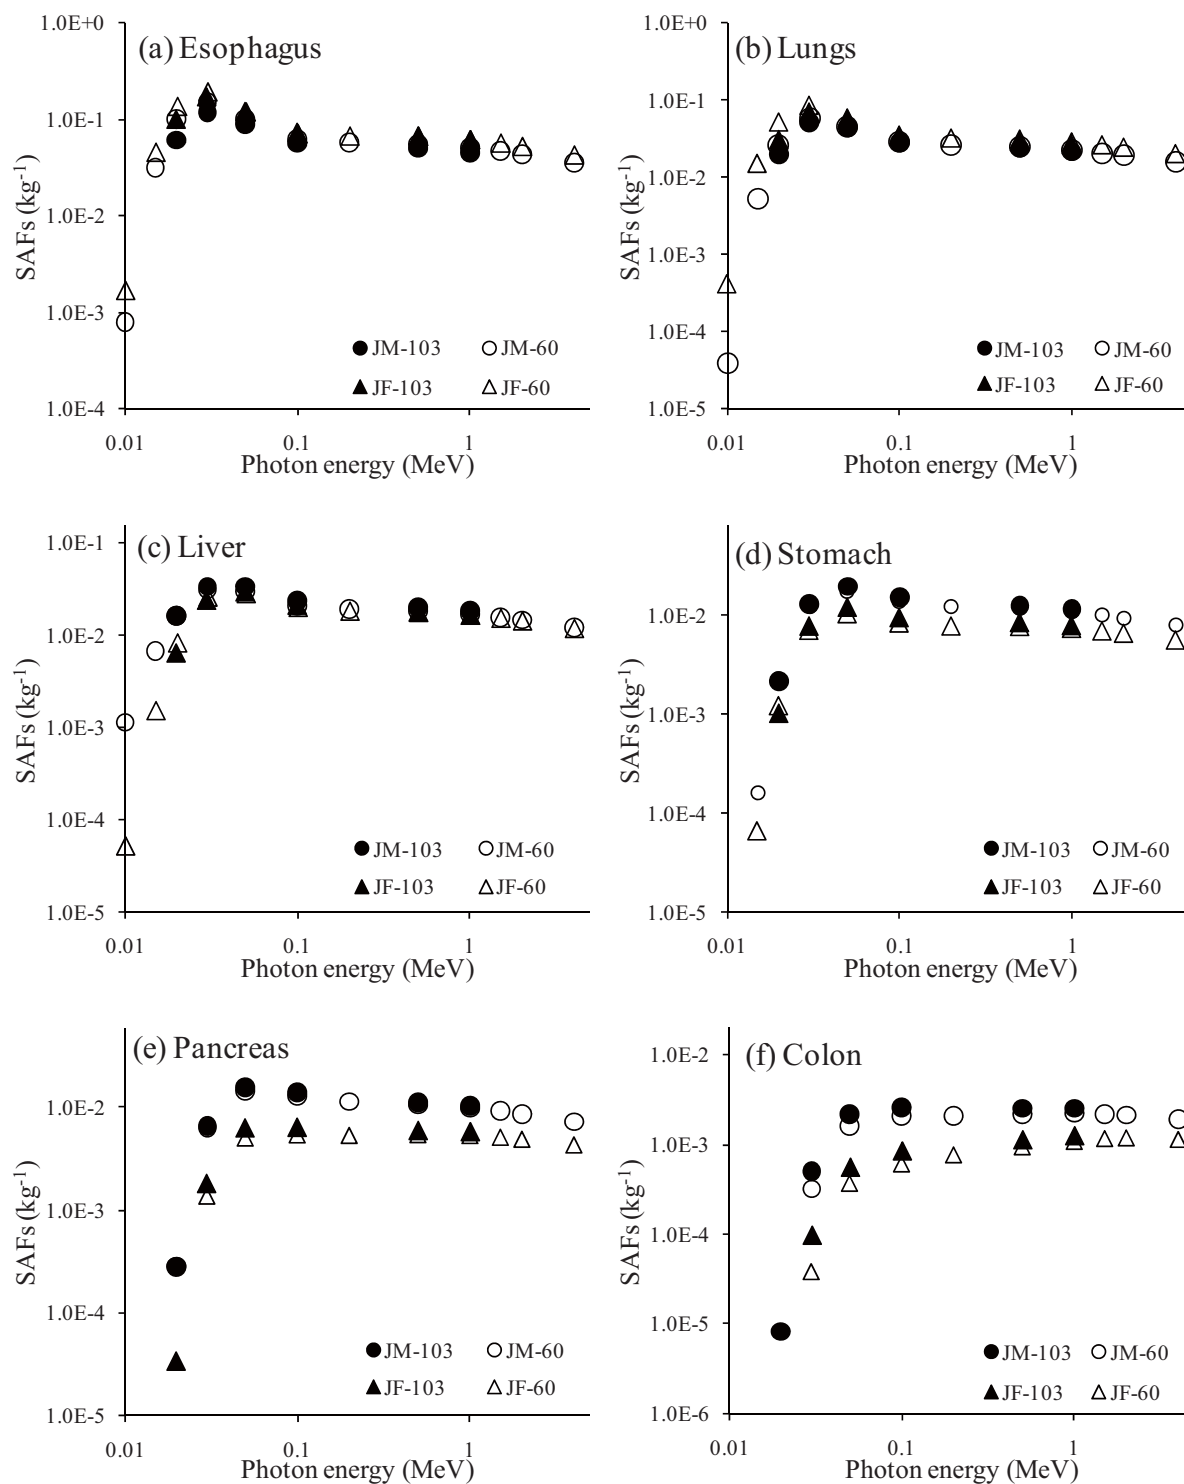 (a) Esophagus
1.0E+0
1.0E-1
1.0E-2
1.0E-3
1.0E-4
SAFs (kg-1)
JM-103 JM-60
JF-103 JF-60
0.01 0.1 1
Photon energy (MeV)
(b) Lungs
1.0E+0
1.0E-1
1.0E-2
1.0E-3
1.0E-4
1.0E-5
SAFs (kg-1)
JM-103 JM-60
JF-103 JF-60
0.01 0.1 1
Photon energy (MeV)
(c) Liver
1.0E-1
1.0E-2
1.0E-3
1.0E-4
1.0E-5
SAFs (kg-1)
JM-103 JM-60
JF-103 JF-60
0.01 0.1 1
Photon energy (MeV)
(d) Stomach
1.0E-2
1.0E-3
1.0E-4
1.0E-5
SAFs (kg-1)
JM-103 JM-60
JF-103 JF-60
0.01 0.1 1
Photon energy (MeV)
(e) Pancreas
1.0E-2
1.0E-3
1.0E-4
1.0E-5
SAFs (kg-1)
JM-103 JM-60
JF-103 JF-60
0.01 0.1 1
Photon energy (MeV)
(f) Colon
1.0E-2
1.0E-3
1.0E-4
1.0E-5
1.0E-6
SAFs (kg-1)
JM-103 JM-60
JF-103 JF-60
0.01 0.1 1
Photon energy (MeV)